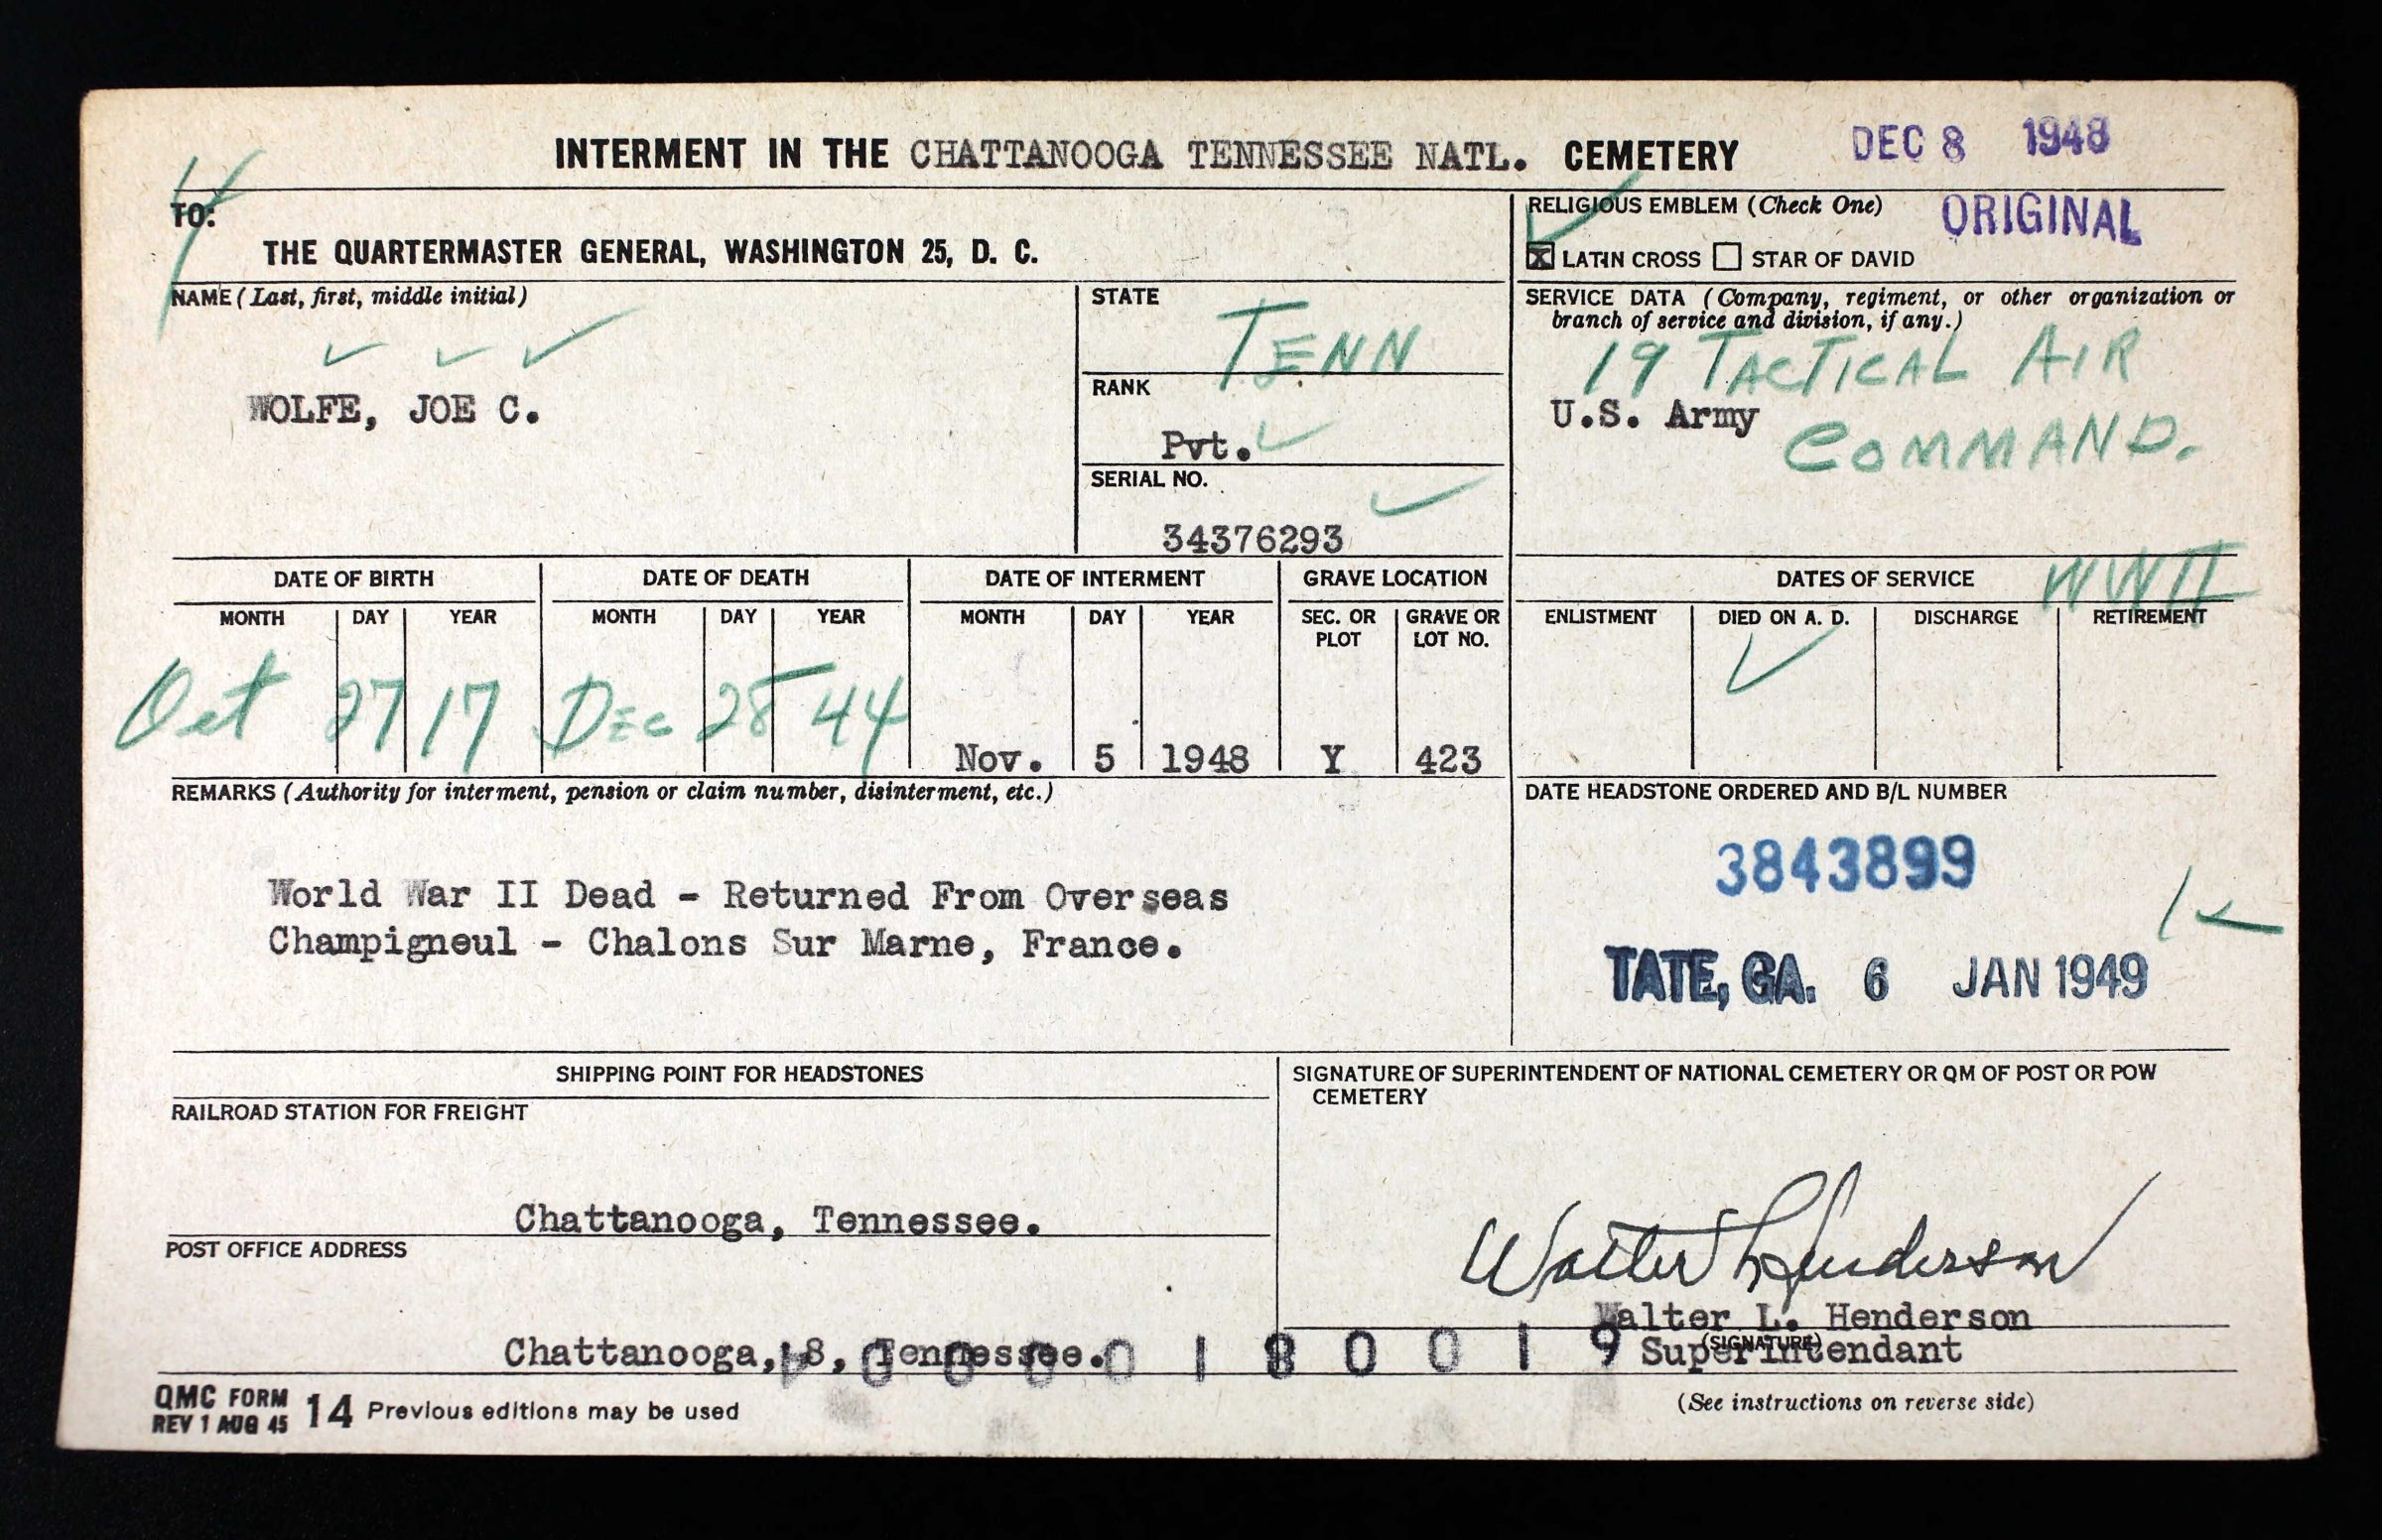 INTERMENT IN THE CHATTANOOGA TENNESSEE NATL. CEMETERY DEC 8 1948
TO:
THE QUARTERMASTER GENERAL, WASHINGTON 25, D. C.
RELIGIOUS EMBLEM (Check One) ORIGINAL
LATIN CROSS STAR OF DAVID
NAME (Last, first, middle initial)
WOLFE, JOE C.
STATE
TENN
RANK
Pvt.
SERIAL NO.
34376293
SERVICE DATA (Company, regiment, or other organization or
branch of service and division, if any.)
19 TACTICAL AIR
U.S. Army COMMAND.
DATE OF BIRTH DATE OF DEATH DATE OF INTERMENT GRAVE LOCATION DATES OF SERVICE WWII
MONTH DAY YEAR MONTH DAY YEAR MONTH DAY YEAR SEC. OR PLOT GRAVE OR LOT NO. ENLISTMENT DIED ON A. D. DISCHARGE RETIREMENT
Oct 27 17 DEC 28 44 Nov. 5 1948 Y 423
REMARKS (Authority for interment, pension or claim number, disinterment, etc.)
World War II Dead - Returned From Overseas
Champigneul - Chalons Sur Marne, France.
DATE HEADSTONE ORDERED AND B/L NUMBER
3843899
TATE, GA. 6 JAN 1949
SHIPPING POINT FOR HEADSTONES
RAILROAD STATION FOR FREIGHT
Chattanooga, Tennessee.
POST OFFICE ADDRESS
Chattanooga, 8, Tennessee.
SIGNATURE OF SUPERINTENDENT OF NATIONAL CEMETERY OR QM OF POST OR POW
CEMETERY
Walter L. Henderson
Walter L. Henderson
(SIGNATURE)
Superintendant
QMC FORM 14 Previous editions may be used
REV 1 AUG 45
(See instructions on reverse side)